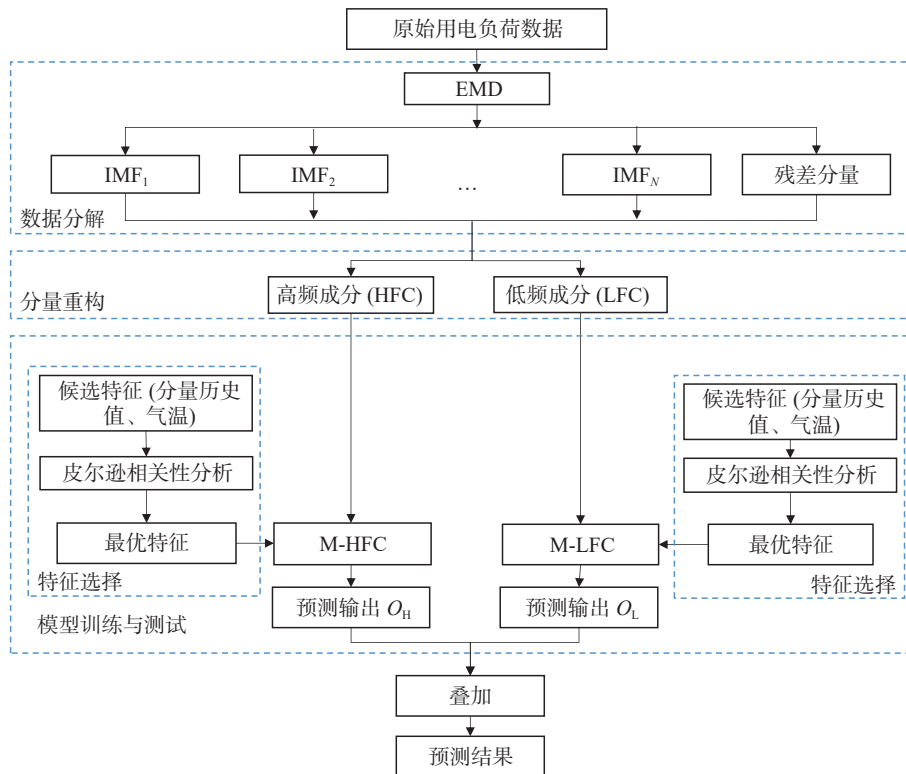 原始用电负荷数据
EMD
IMF₁
IMF₂
…
IMF_N
残差分量
数据分解
高频成分 (HFC)
低频成分 (LFC)
分量重构
候选特征 (分量历史
值、气温)
皮尔逊相关性分析
最优特征
特征选择
候选特征 (分量历史
值、气温)
皮尔逊相关性分析
最优特征
特征选择
M-HFC
M-LFC
预测输出 O_H
预测输出 O_L
模型训练与测试
叠加
预测结果